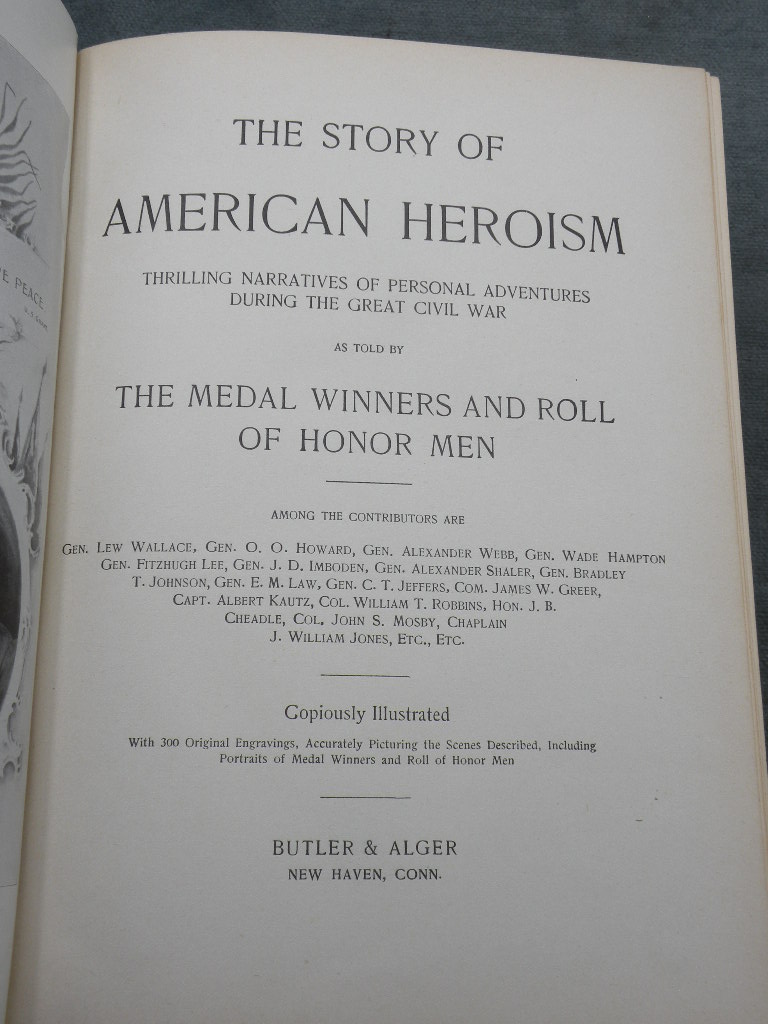 E PEACE
THE STORY OF
AMERICAN HEROISM
THRILLING NARRATIVES OF PERSONAL ADVENTURES
DURING THE GREAT CIVIL WAR
AS TOLD BY
THE MEDAL WINNERS AND ROLL
OF HONOR MEN
AMONG THE CONTRIBUTORS ARE
GEN. LEW WALLACE, GEN. O. O. HOWARD, GEN. ALEXANDER WEBB, GEN. WADE HAMPTON
GEN. FITZHUGH LEE, GEN. J. D. IMBODEN, GEN. ALEXANDER SHALER, GEN. BRADLEY
T. JOHNSON, GEN. E. M. LAW, GEN. C. T. JEFFERS, COM. JAMES W. GREER,
CAPT. ALBERT KAUTZ, COL. WILLIAM T. ROBBINS, HON. J. B.
CHEADLE, COL. JOHN S. MOSBY, CHAPLAIN
J. WILLIAM JONES, ETC., ETC.
Copiously Illustrated
With 300 Original Engravings, Accurately Picturing the Scenes Described, Including
Portraits of Medal Winners and Roll of Honor Men
BUTLER & ALGER
NEW HAVEN, CONN.